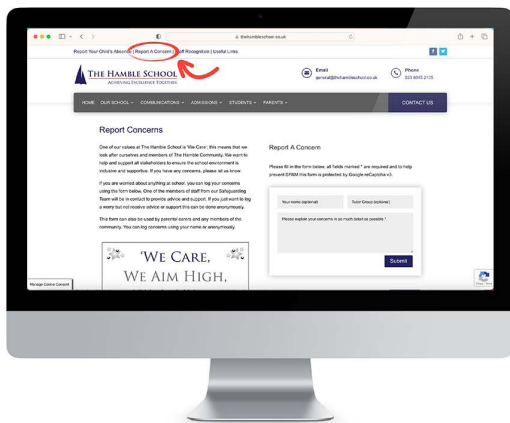 thehambleschool.co.uk
Report Your Child's Absence | Report A Concern | Staff Recognition | Useful Links
THE HAMBLE SCHOOL
ACHIEVING EXCELLENCE TOGETHER
Email
general@thehambleschool.co.uk
Phone
HOME OUR SCHOOL COMMUNICATIONS ADMISSIONS STUDENTS PARENTS CONTACT US
Report Concerns
One of our values at The Hamble School is 'We Care'; this means that we
look after ourselves and members of The Hamble Community. We want to
help and support all stakeholders to ensure the school environment is
inclusive and supportive. If you have any concerns, please let us know.
If you are worried about anything at school, you can log your concerns
using the form below. One of the members of staff from our Safeguarding
Team will be in contact to provide advice and support. If you just want to log
a worry but not receive advice or support this can be done anonymously.
This form can also be used by parents/ carers and any members of the
community. You can log concerns using your name or anonymously.
'WE CARE,
WE AIM HIGH,
Report A Concern
Please fill in the form below, all fields marked * are required and to help
prevent SPAM this form is protected by Google reCaptcha v3.
Your name (optional)
Tutor Group (optional)
Please explain your concerns in as much detail as possible *
Submit
Manage Cookie Consent